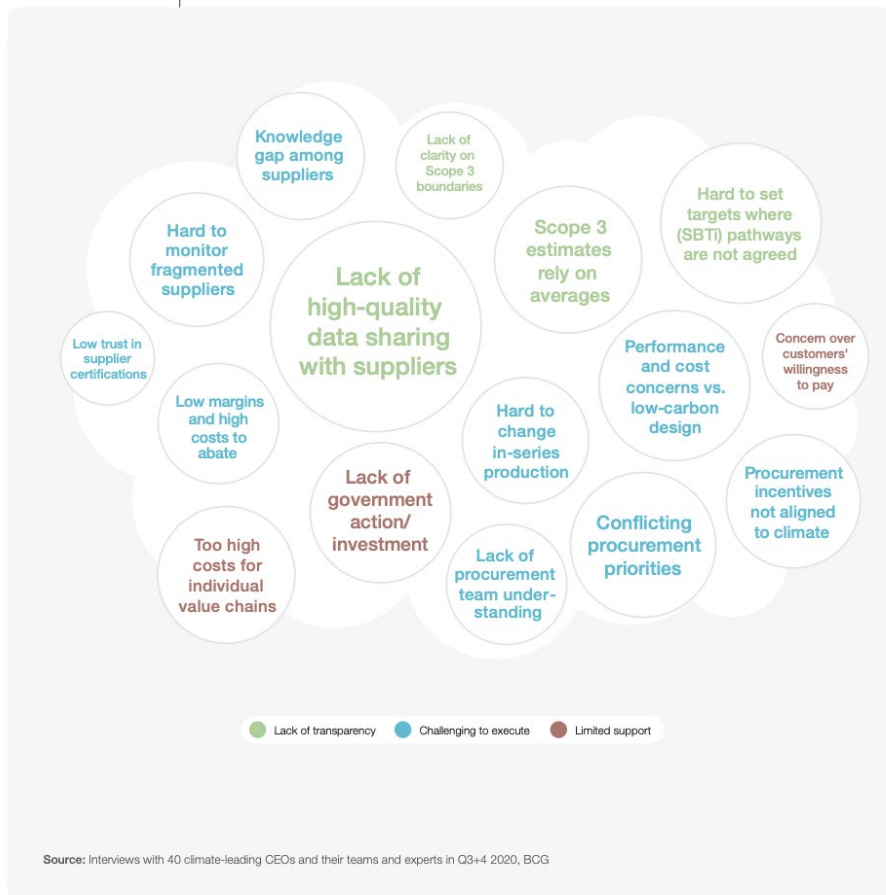 Knowledge
gap among
suppliers
Lack of
clarity on
Scope 3
boundaries
Hard to set
targets where
(SBTi) pathways
are not agreed
Hard to
monitor
fragmented
suppliers
Scope 3
estimates
rely on
averages
Lack of
high-quality
data sharing
with suppliers
Low trust in
supplier
certifications
Performance
and cost
concerns vs.
low-carbon
design
Concern over
customers'
willingness
to pay
Low margins
and high
costs to
abate
Hard to
change
in-series
production
Lack of
government
action/
investment
Procurement
incentives
not aligned
to climate
Too high
costs for
individual
value chains
Lack of
procurement
team under-
standing
Conflicting
procurement
priorities
Lack of transparency
Challenging to execute
Limited support
Source: Interviews with 40 climate-leading CEOs and their teams and experts in Q3+4 2020, BCG